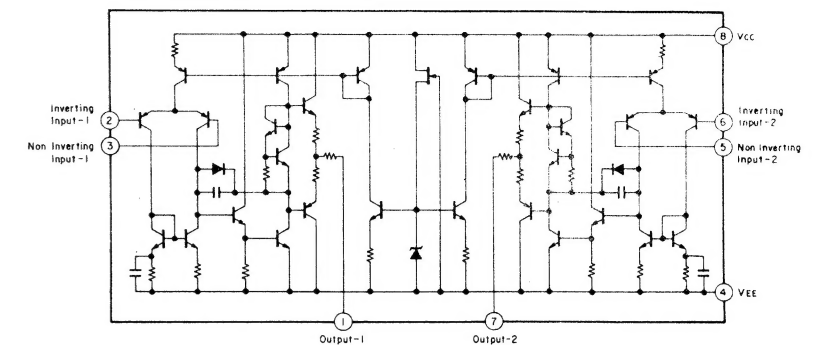 8 VCC
Inverting
Input-1
2
Non Inverting
Input-1
3
6 Inverting
Input-2
5 Non Inverting
Input-2
4 VEE
1
Output-1
7
Output-2